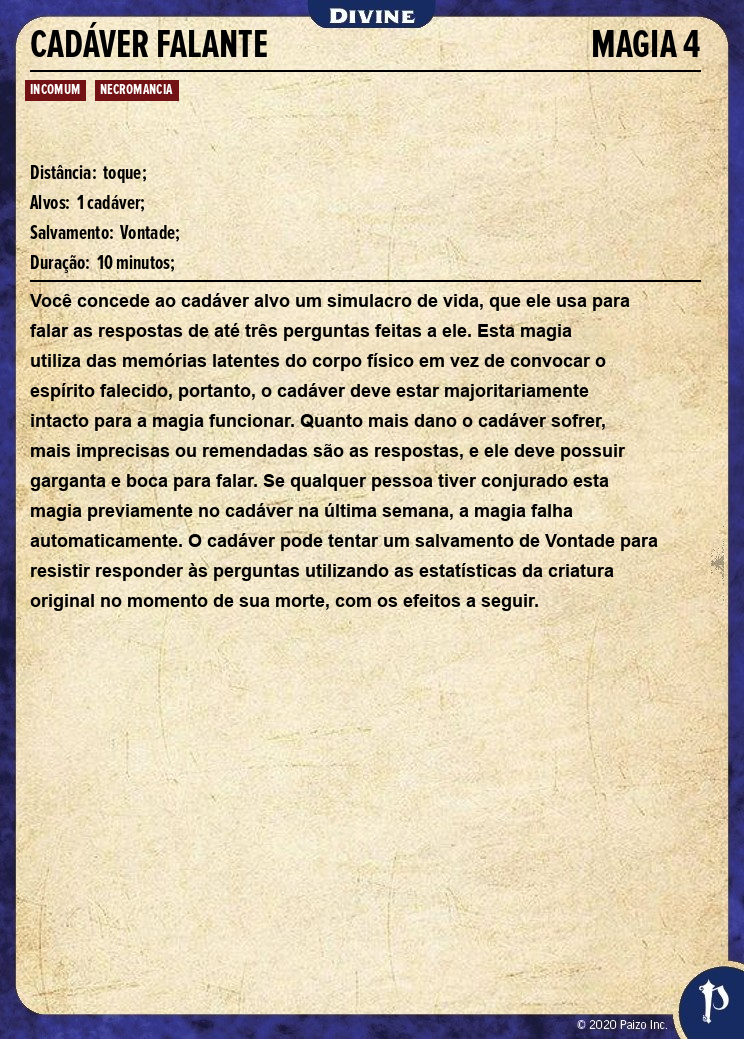 DIVINE
CADÁVER FALANTE MAGIA 4
INCOMUM NECROMANCIA
Distância: toque;
Alvos: 1 cadáver;
Salvamento: Vontade;
Duração: 10 minutos;
Você concede ao cadáver alvo um simulacro de vida, que ele usa para
falar as respostas de até três perguntas feitas a ele. Esta magia
utiliza das memórias latentes do corpo físico em vez de convocar o
espírito falecido, portanto, o cadáver deve estar majoritariamente
intacto para a magia funcionar. Quanto mais dano o cadáver sofrer,
mais imprecisas ou remendadas são as respostas, e ele deve possuir
garganta e boca para falar. Se qualquer pessoa tiver conjurado esta
magia previamente no cadáver na última semana, a magia falha
automaticamente. O cadáver pode tentar um salvamento de Vontade para
resistir responder às perguntas utilizando as estatísticas da criatura
original no momento de sua morte, com os efeitos a seguir.
© 2020 Paizo Inc.
P